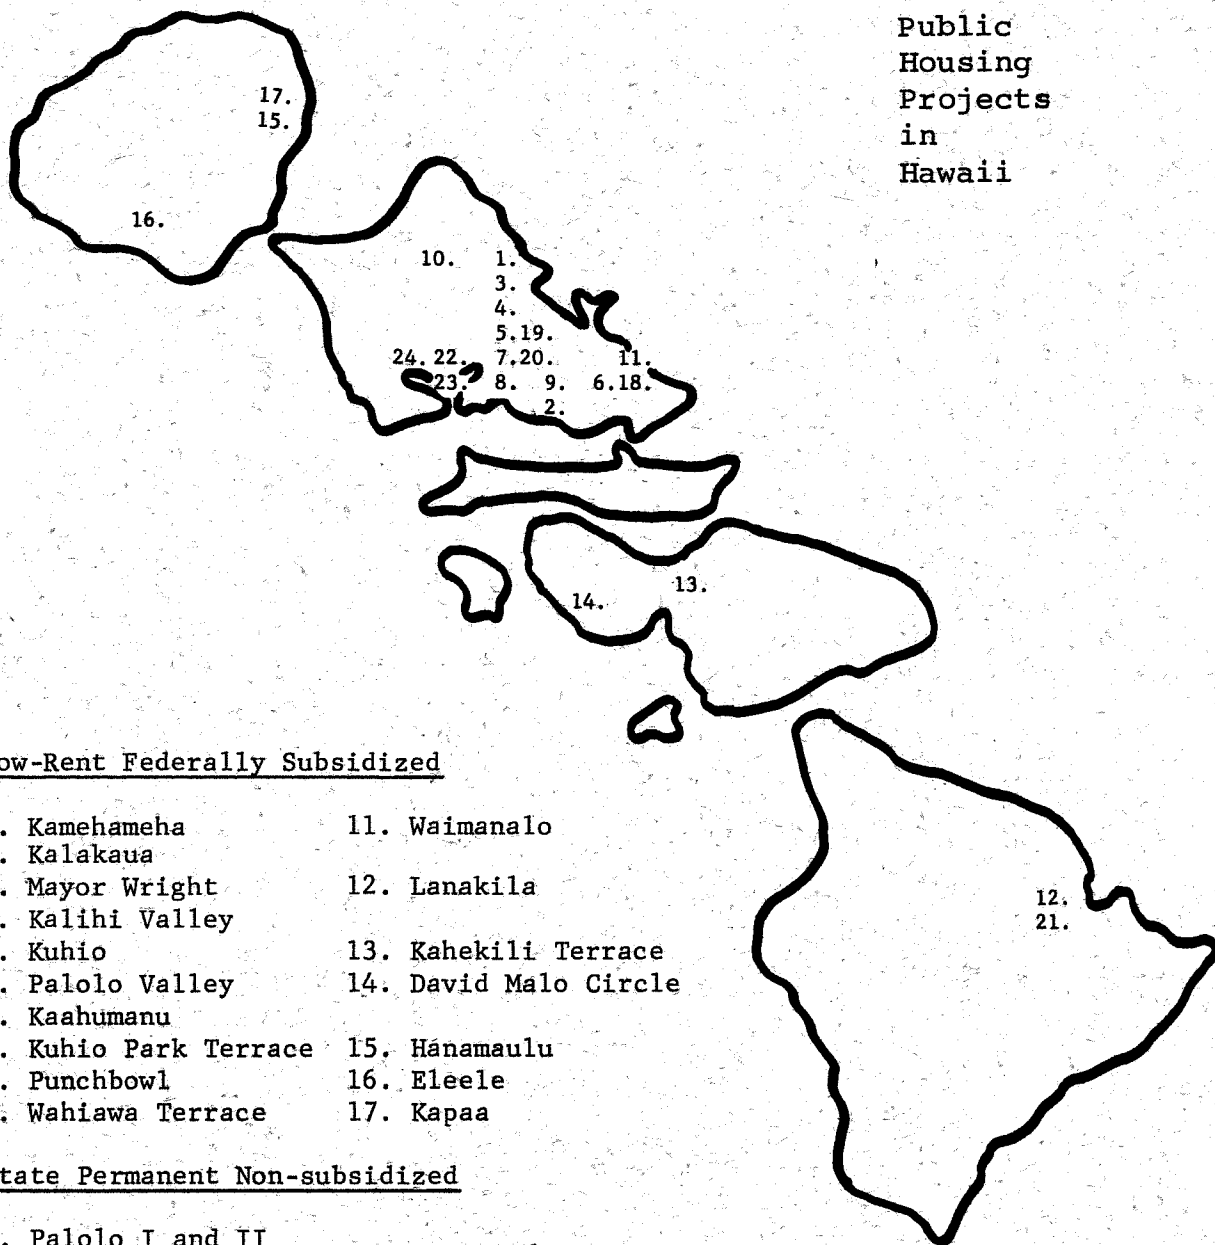 Public
Housing
Projects
in
Hawaii
17.
15.
16.
10. 1.
3.
4.
5.19.
24. 22. 7.20. 11.
23. 8. 9. 6.18.
2.
13.
14.
12.
21.
ow-Rent Federally Subsidized
. Kamehameha 11. Waimanalo
. Kalakaua
. Mayor Wright 12. Lanakila
. Kalihi Valley
. Kuhio 13. Kahekili Terrace
. Palolo Valley 14. David Malo Circle
. Kaahumanu
. Kuhio Park Terrace 15. Hanamaulu
. Punchbowl 16. Eleele
. Wahiawa Terrace 17. Kapaa
tate Permanent Non-subsidized
. Palolo I and II